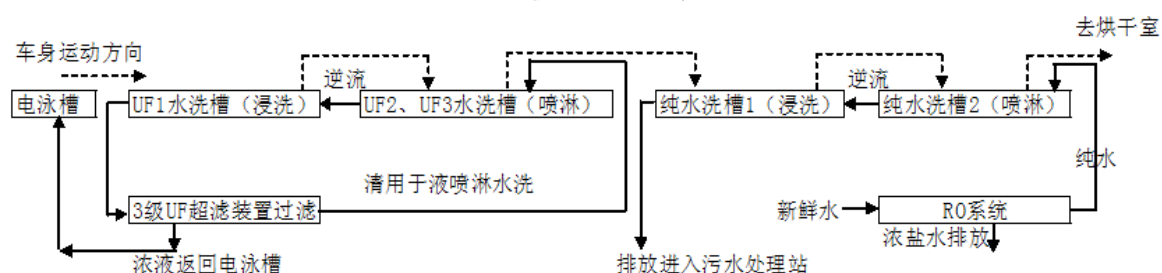 去烘干室
车身运动方向
逆流
逆流
电泳槽
UF1水洗槽（浸洗）
UF2、UF3水洗槽（喷淋）
纯水洗槽1（浸洗）
纯水洗槽2（喷淋）
纯水
清用于液喷淋水洗
3级UF超滤装置过滤
新鲜水
RO系统
浓盐水排放
浓液返回电泳槽
排放进入污水处理站